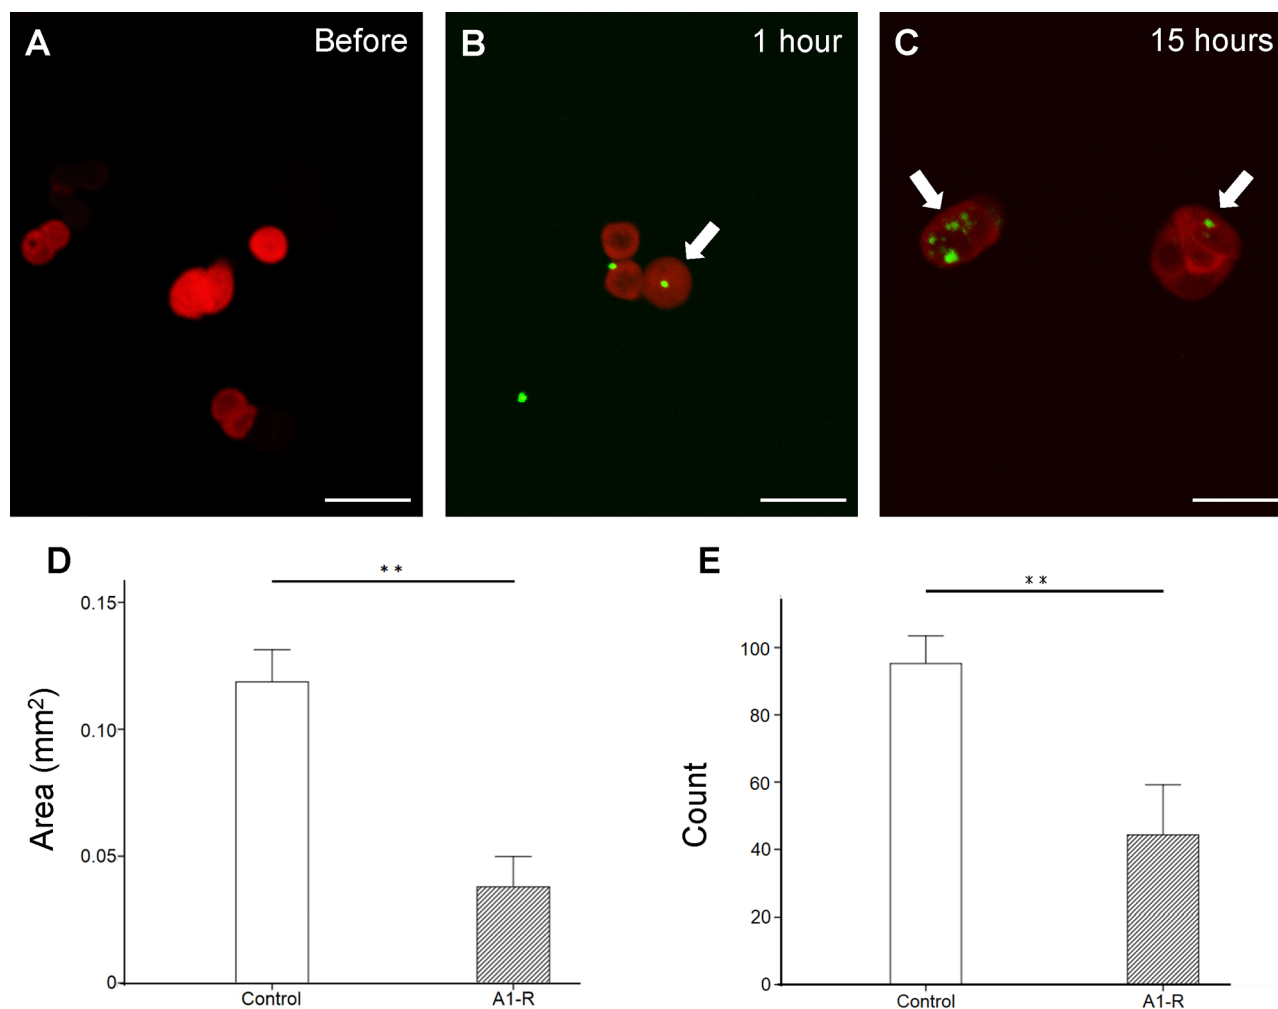 A
Before
B
1 hour
C
15 hours
D
**
0.15
0.10
0.05
0
Area (mm²)
Control
A1-R
E
**
100
80
60
40
20
0
Count
Control
A1-R